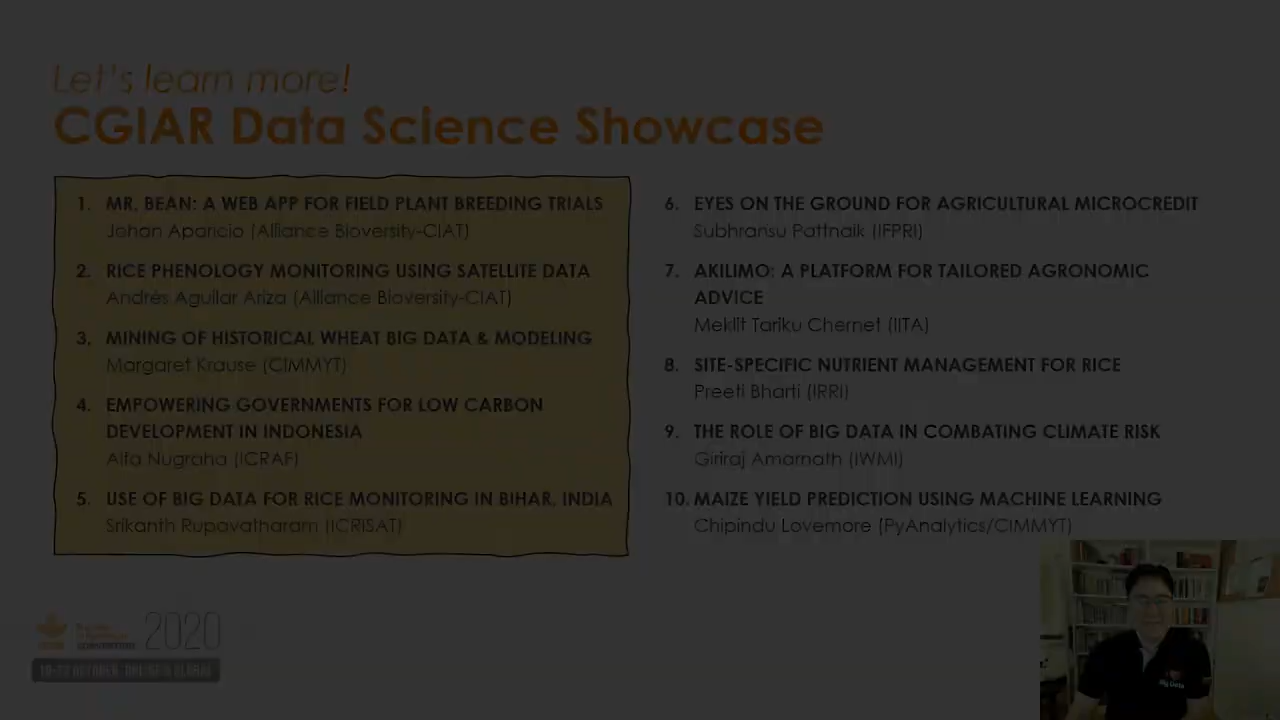 Let's learn more!
CGIAR Data Science Showcase
1. MR. BEAN: A WEB APP FOR FIELD PLANT BREEDING TRIALS
Johan Aparicio (Alliance Bioversity-CIAT)
2. RICE PHENOLOGY MONITORING USING SATELLITE DATA
Andrés Aguilar Ariza (Alliance Bioversity-CIAT)
3. MINING OF HISTORICAL WHEAT BIG DATA & MODELING
Margaret Krause (CIMMYT)
4. EMPOWERING GOVERNMENTS FOR LOW CARBON
DEVELOPMENT IN INDONESIA
Alfa Nugraha (ICRAF)
5. USE OF BIG DATA FOR RICE MONITORING IN BIHAR, INDIA
Srikanth Rupavatharam (ICRISAT)
6. EYES ON THE GROUND FOR AGRICULTURAL MICROCREDIT
Subhransu Pattnaik (IFPRI)
7. AKILIMO: A PLATFORM FOR TAILORED AGRONOMIC
ADVICE
Meklit Tariku Chernet (IITA)
8. SITE-SPECIFIC NUTRIENT MANAGEMENT FOR RICE
Preeti Bharti (IRRI)
9. THE ROLE OF BIG DATA IN COMBATING CLIMATE RISK
Giriraj Amarnath (IWMI)
10. MAIZE YIELD PREDICTION USING MACHINE LEARNING
Chipindu Lovemore (PyAnalytics/CIMMYT)
CONVENTION 2020
Big Data